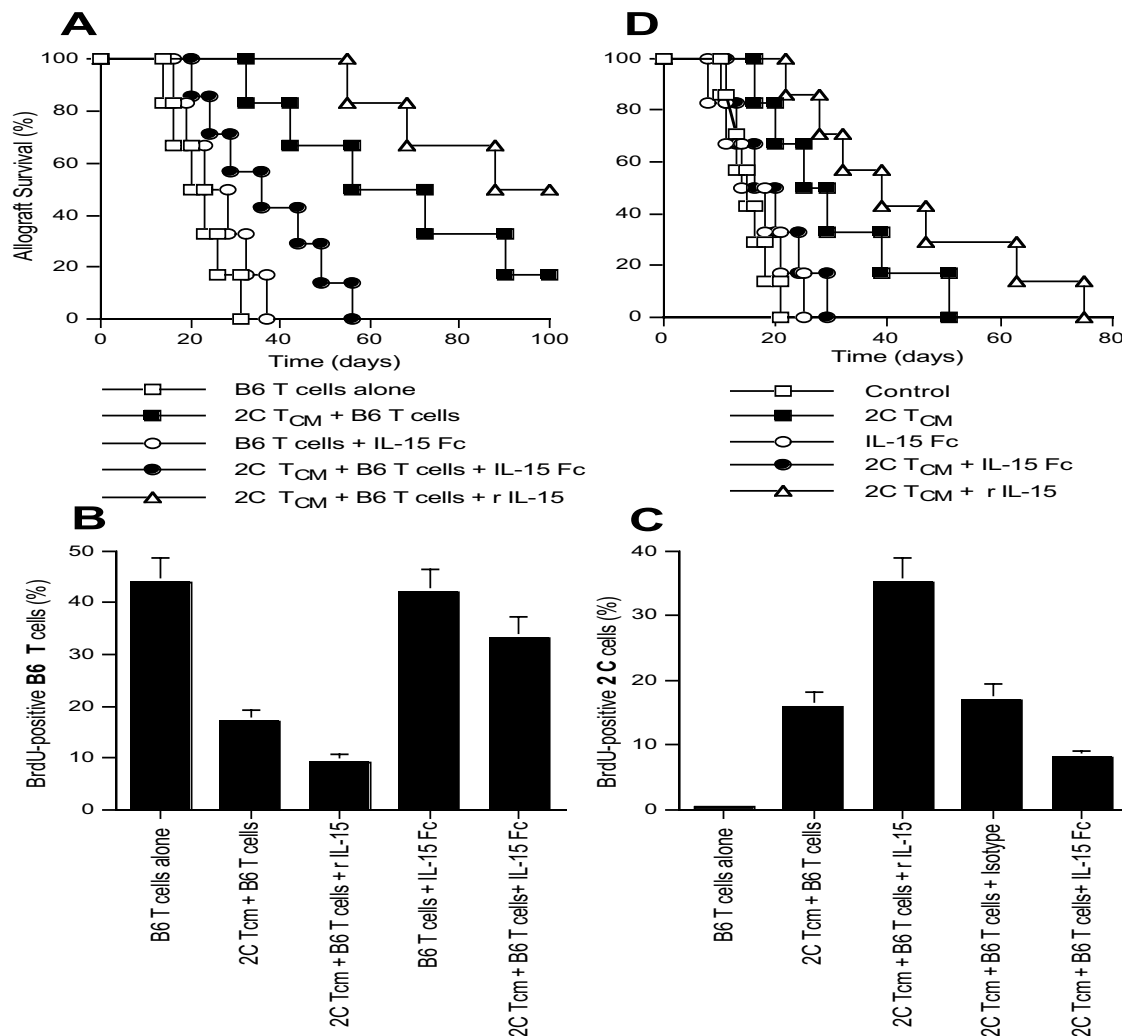 A
Allograft Survival (%)
100
80
60
40
20
0
0 20 40 60 80 100
Time (days)
B6 T cells alone
2C TCM + B6 T cells
B6 T cells + IL-15 Fc
2C TCM + B6 T cells + IL-15 Fc
2C TCM + B6 T cells + r IL-15
D
100
80
60
40
20
0
0 20 40 60 80
Time (days)
Control
2C TCM
IL-15 Fc
2C TCM + IL-15 Fc
2C TCM + r IL-15
B
BrdU-positive B6 T cells (%)
50
40
30
20
10
0
B6 T cells alone
2C Tcm + B6 T cells
2C Tcm + B6 T cells + r IL-15
B6 T cells + IL-15 Fc
2C Tcm + B6 T cells+ IL-15 Fc
C
BrdU-positive 2 C cells (%)
40
30
20
10
0
B6 T cells alone
2C Tcm + B6 T cells
2C Tcm + B6 T cells + r IL-15
2C Tcm + B6 T cells + Isotype
2C Tcm + B6 T cells+ IL-15 Fc